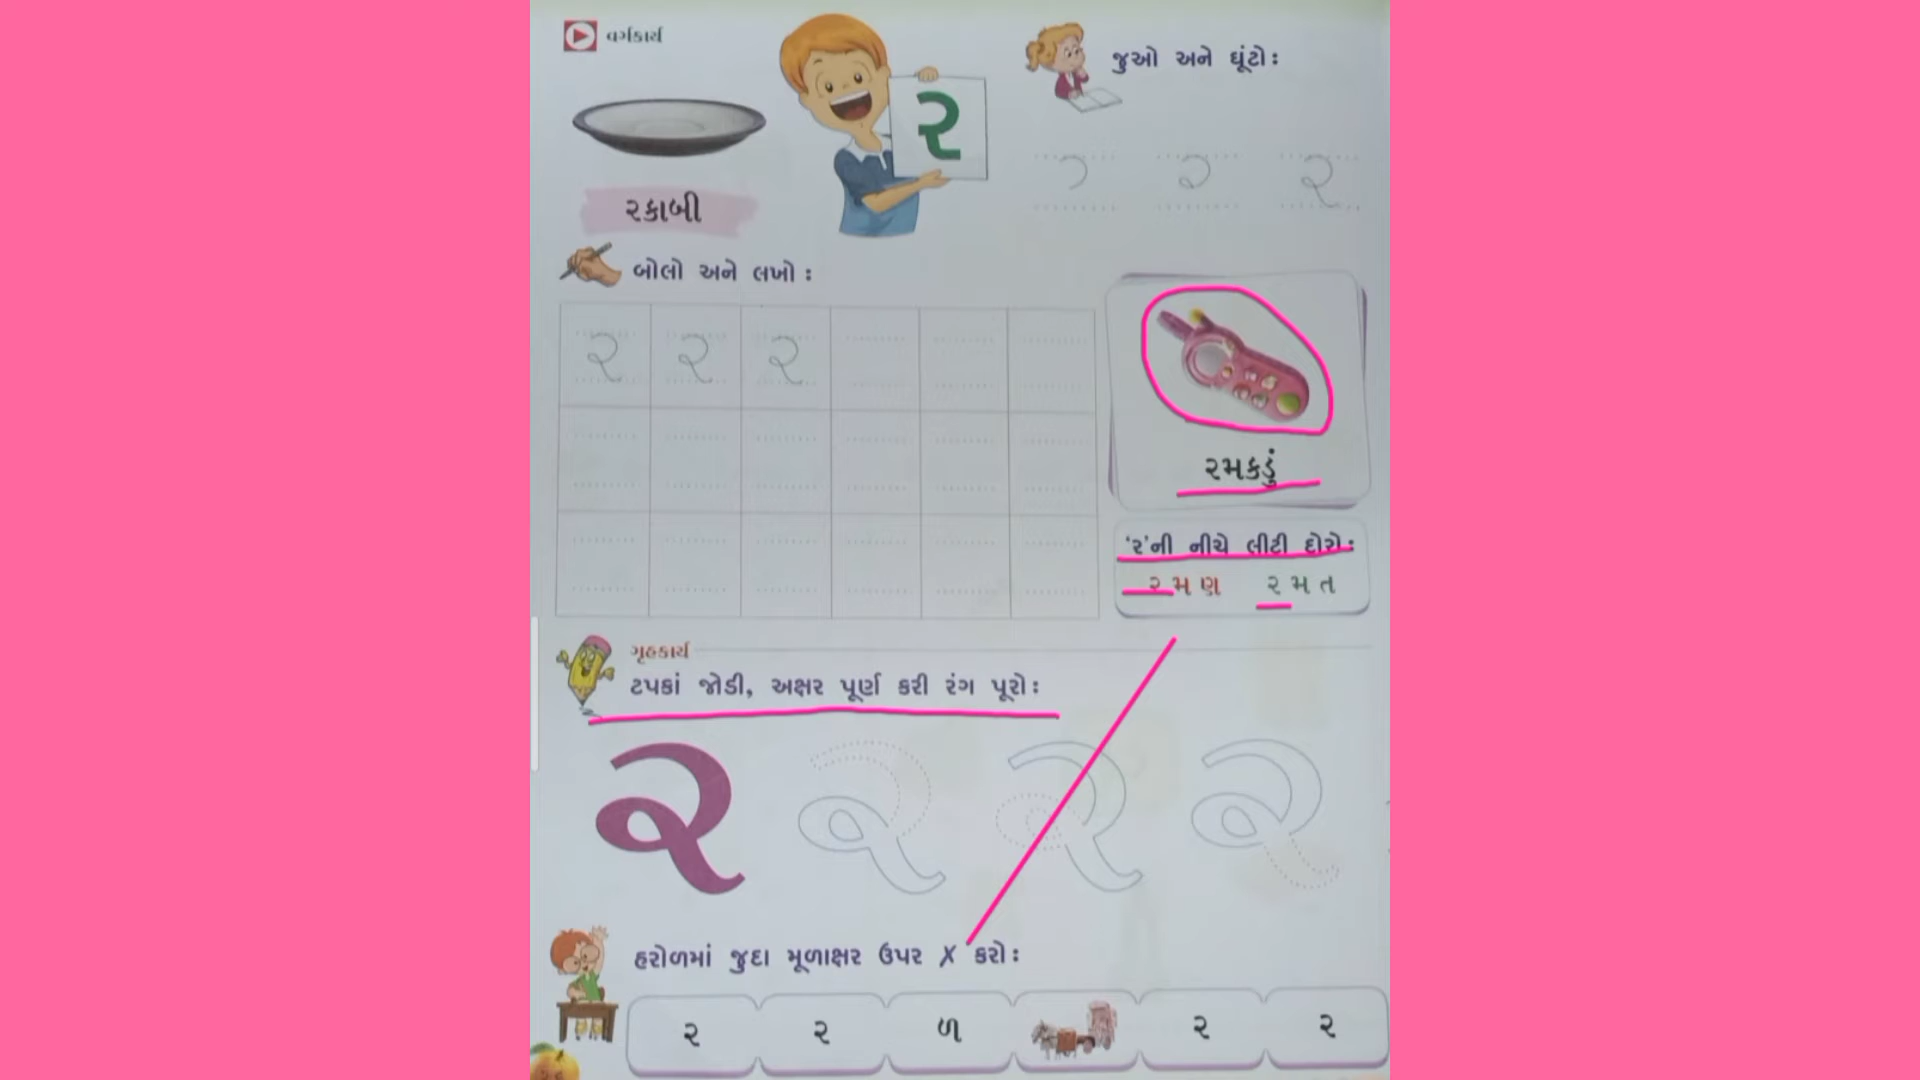 વર્ગકાર્ય
ર
જુઓ અને ઘૂંટો :
ર ર
રકાબી
બોલો અને લખો :
ર ર ર
રમકડું
'ર'ની નીચે લીટી દોરો :
ર મ ણ ર મ ત
ગૃહકાર્ય
ટપકાં જોડી, અક્ષર પૂર્ણ કરી રંગ પૂરો :
ર ર ર ર
હરોળમાં જુદા મૂળાક્ષર ઉપર ✗ કરો :
ર ર ળ ર ર